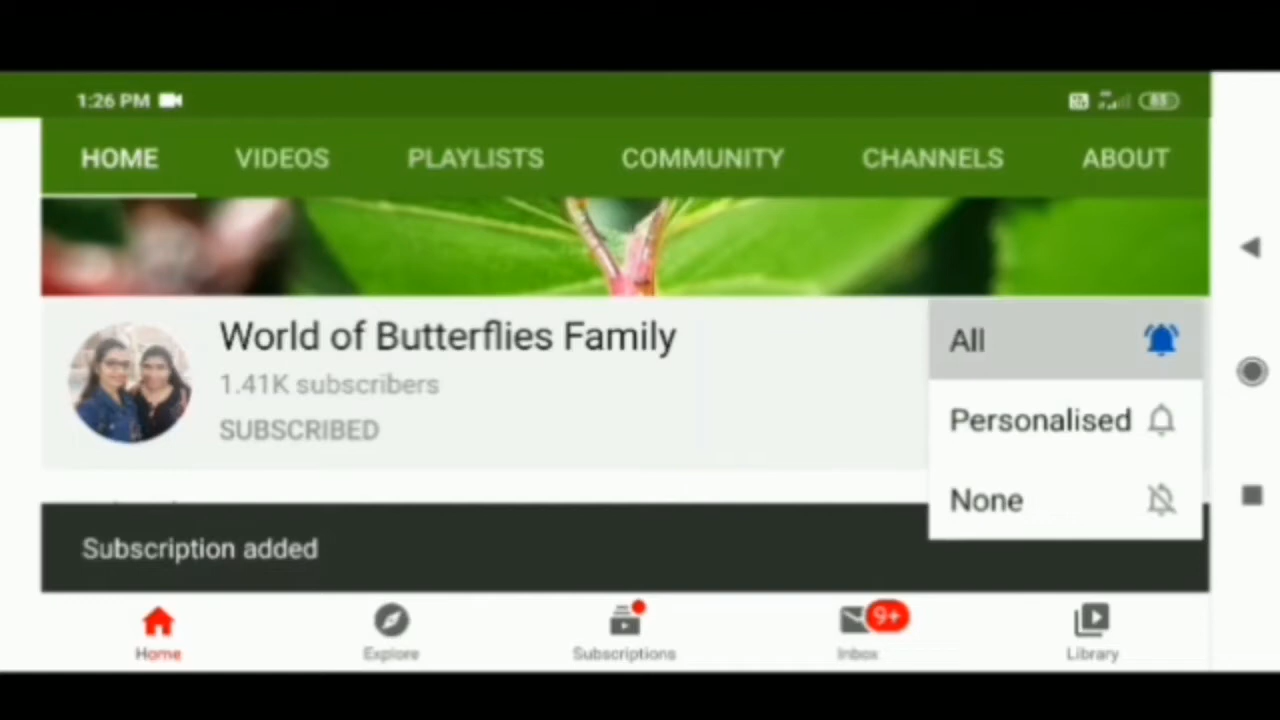 1:26 PM
HOME VIDEOS PLAYLISTS COMMUNITY CHANNELS ABOUT
World of Butterflies Family
1.41K subscribers
SUBSCRIBED
All
Personalised
None
Subscription added
9+
Home Explore Subscriptions Inbox Library